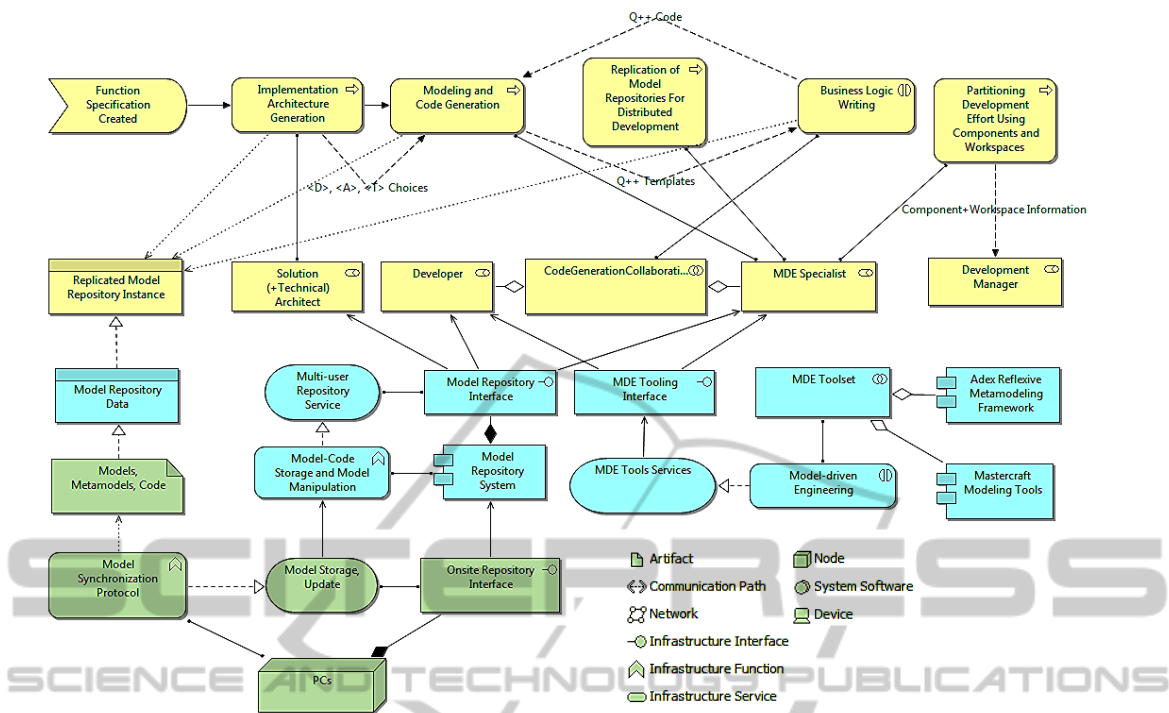 Q++ Code
Function
Specification
Created
Implementation
Architecture
Generation
Modeling and
Code Generation
Replication of
Model
Repositories For
Distributed
Development
Business Logic
Writing
Partitioning
Development
Effort Using
Components and
Workspaces
<D>, <A>, <T> Choices
Q++ Templates
Component+Workspace Information
Replicated Model
Repository Instance
Solution
(+Technical)
Architect
Developer
CodeGenerationCollaborati...
MDE Specialist
Development
Manager
Model Repository
Data
Multi-user
Repository
Service
Model Repository
Interface
MDE Tooling
Interface
MDE Toolset
Adex Reflexive
Metamodeling
Framework
Models,
Metamodels, Code
Model-Code
Storage and Model
Manipulation
Model
Repository
System
MDE Tools Services
Model-driven
Engineering
Mastercraft
Modeling Tools
Model
Synchronization
Protocol
Model Storage,
Update
Onsite Repository
Interface
PCs
Artifact
Communication Path
Network
Infrastructure Interface
Infrastructure Function
Infrastructure Service
Node
System Software
Device
SCITEPRESS
SCIENCE AND TECHNOLOGY PUBLICATIONS